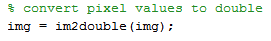 % convert pixel values to double
img = im2double(img);